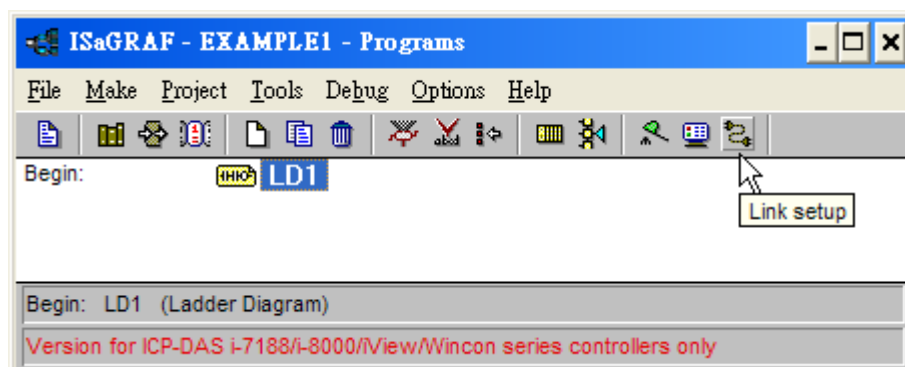 ISaGRAF - EXAMPLE1 - Programs
File Make Project Tools Debug Options Help
Begin: LD1
Link setup
Begin: LD1 (Ladder Diagram)
Version for ICP-DAS i-7188/i-8000/iView/Wincon series controllers only